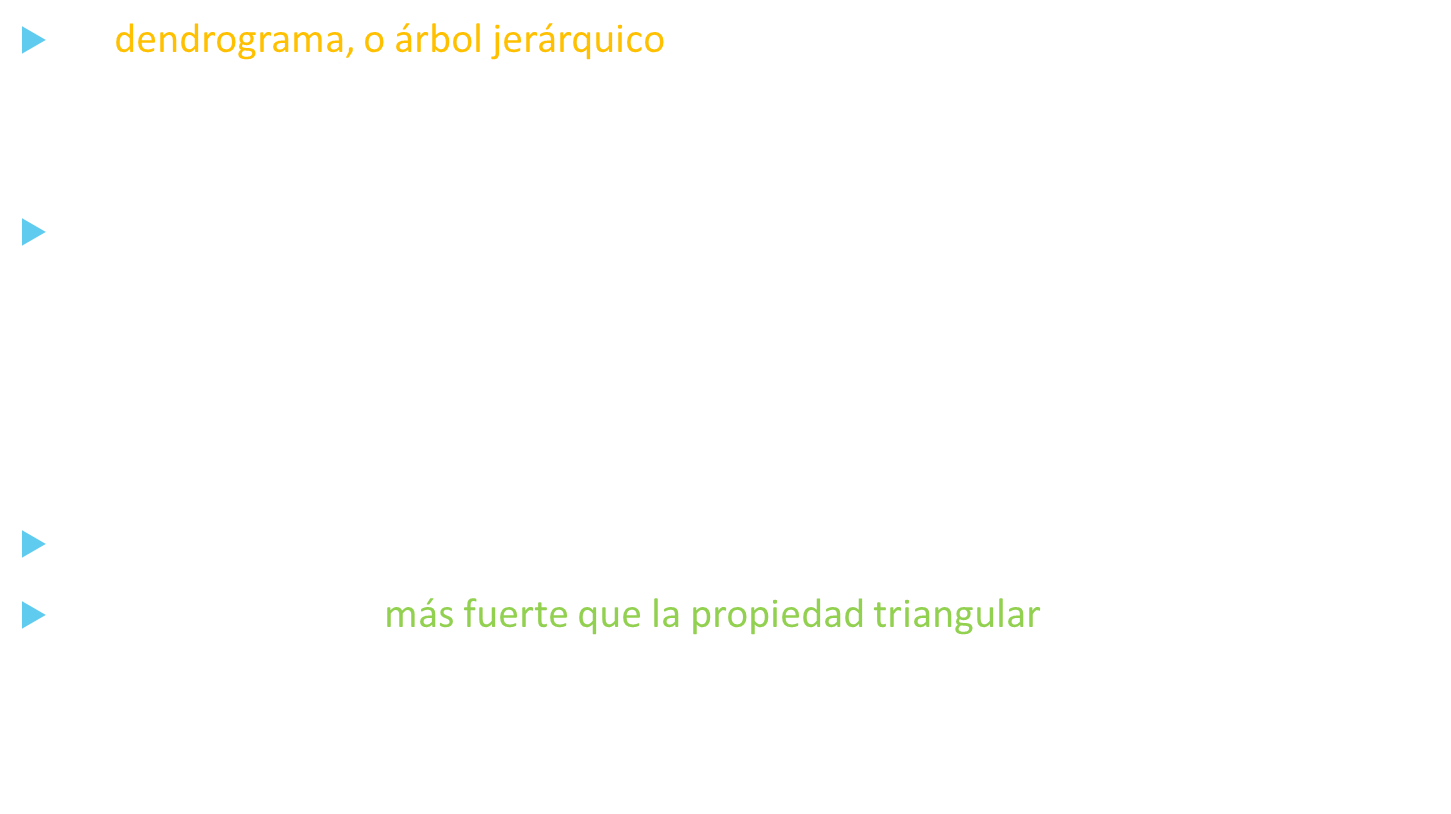 dendrograma, o árbol jerárquico
más fuerte que la propiedad triangular